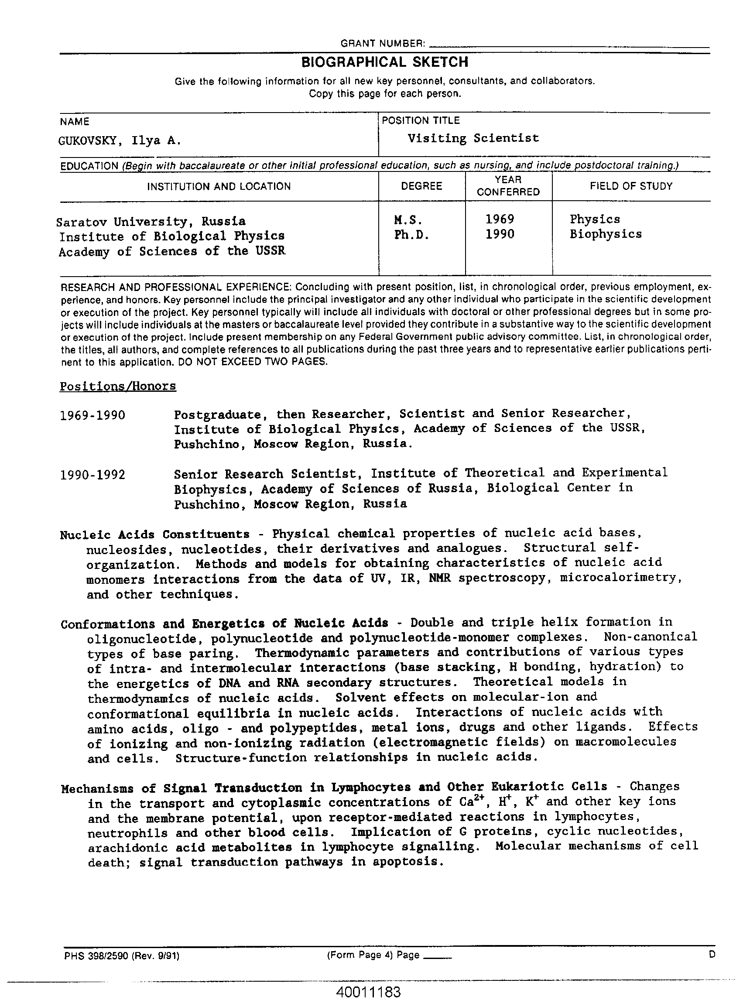 GRANT NUMBER:
BIOGRAPHICAL SKETCH
Give the following information for all new key personnel, consultants, and collaborators.
Copy this page for each person.
NAME
POSITION TITLE
GUKOVSKY, Ilya A.
Visiting Scientist
EDUCATION (Begin with baccalaureate or other initial professional education, such as nursing, and include postdoctoral training.)
INSTITUTION AND LOCATION
DEGREE
YEAR
CONFERRED
FIELD OF STUDY
Saratov University, Russia M.S. 1969 Physics
Institute of Biological Physics Ph.D. 1990 Biophysics
Academy of Sciences of the USSR
RESEARCH AND PROFESSIONAL EXPERIENCE: Concluding with present position, list, in chronological order, previous employment, ex-
perience, and honors. Key personnel include the principal investigator and any other individual who participate in the scientific development
or execution of the project. Key personnel typically will include all individuals with doctoral or other professional degrees but in some pro-
jects will include individuals at the masters or baccalaureate level provided they contribute in a substantive way to the scientific development
or execution of the project. Include present membership on any Federal Government public advisory committee. List, in chronological order,
the titles, all authors, and complete references to all publications during the past three years and to representative earlier publications perti-
nent to this application. DO NOT EXCEED TWO PAGES.
Positions/Honors
1969-1990 Postgraduate, then Researcher, Scientist and Senior Researcher,
Institute of Biological Physics, Academy of Sciences of the USSR,
Pushchino, Moscow Region, Russia.
1990-1992 Senior Research Scientist, Institute of Theoretical and Experimental
Biophysics, Academy of Sciences of Russia, Biological Center in
Pushchino, Moscow Region, Russia
Nucleic Acids Constituents - Physical chemical properties of nucleic acid bases,
nucleosides, nucleotides, their derivatives and analogues. Structural self-
organization. Methods and models for obtaining characteristics of nucleic acid
monomers interactions from the data of UV, IR, NMR spectroscopy, microcalorimetry,
and other techniques.
Conformations and Energetics of Nucleic Acids - Double and triple helix formation in
oligonucleotide, polynucleotide and polynucleotide-monomer complexes. Non-canonical
types of base paring. Thermodynamic parameters and contributions of various types
of intra- and intermolecular interactions (base stacking, H bonding, hydration) to
the energetics of DNA and RNA secondary structures. Theoretical models in
thermodynamics of nucleic acids. Solvent effects on molecular-ion and
conformational equilibria in nucleic acids. Interactions of nucleic acids with
amino acids, oligo - and polypeptides, metal ions, drugs and other ligands. Effects
of ionizing and non-ionizing radiation (electromagnetic fields) on macromolecules
and cells. Structure-function relationships in nucleic acids.
Mechanisms of Signal Transduction in Lymphocytes and Other Eukariotic Cells - Changes
in the transport and cytoplasmic concentrations of Ca²⁺, H⁺, K⁺ and other key ions
and the membrane potential, upon receptor-mediated reactions in lymphocytes,
neutrophils and other blood cells. Implication of G proteins, cyclic nucleotides,
arachidonic acid metabolites in lymphocyte signalling. Molecular mechanisms of cell
death; signal transduction pathways in apoptosis.
PHS 398/2590 (Rev. 9/91) (Form Page 4) Page D
40011183